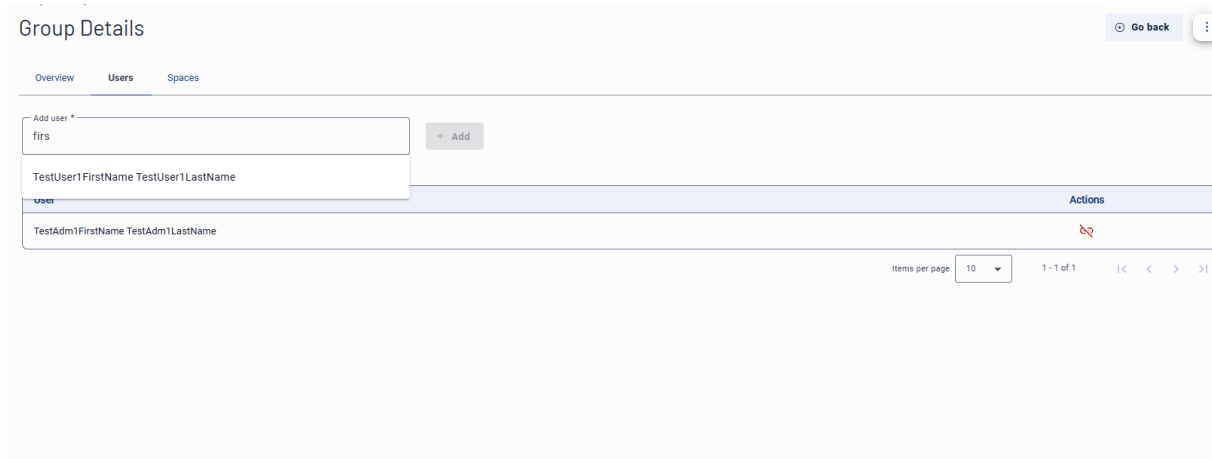 Group Details
Go back
Overview Users Spaces
Add user *
firs
+ Add
TestUser1FirstName TestUser1LastName
User Actions
TestAdm1FirstName TestAdm1LastName
Items per page 10 1 - 1 of 1